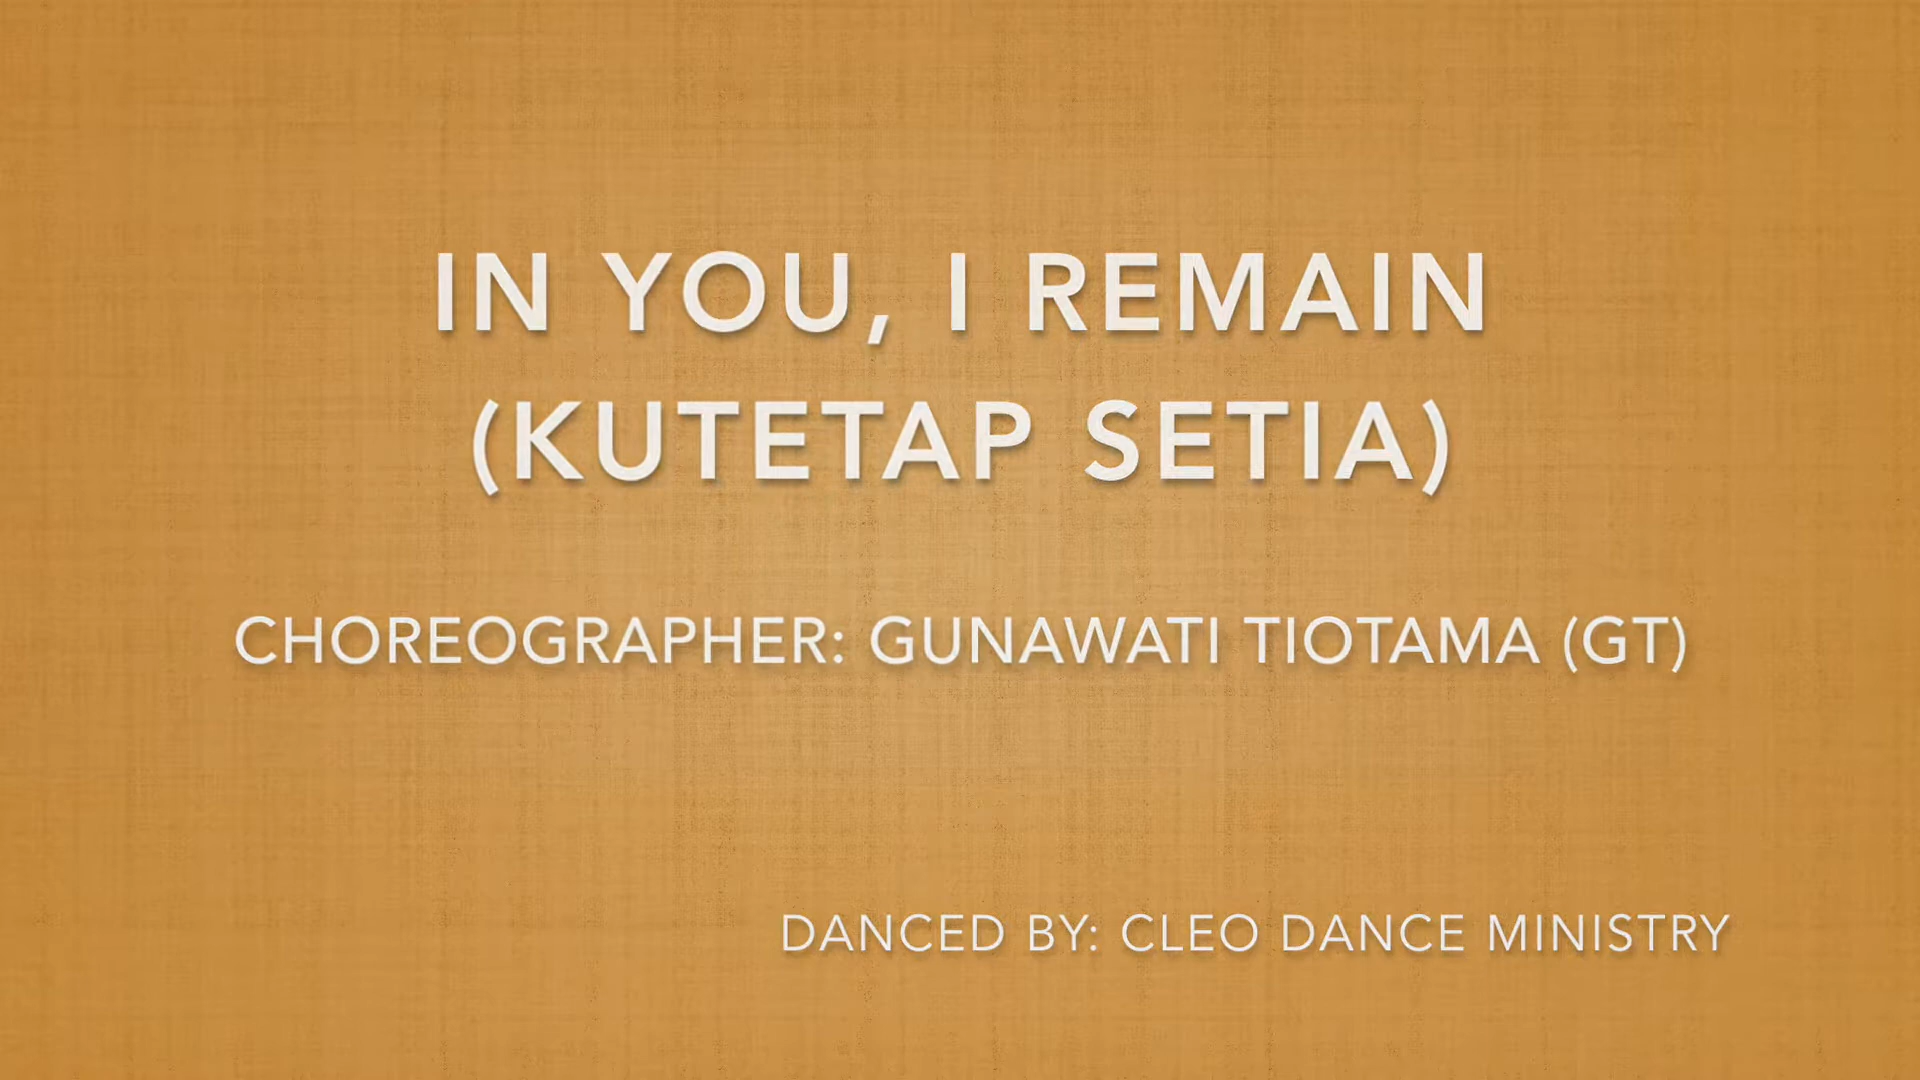 IN YOU, I REMAIN
(KUTETAP SETIA)
CHOREOGRAPHER: GUNAWATI TIOTAMA (GT)
DANCED BY: CLEO DANCE MINISTRY